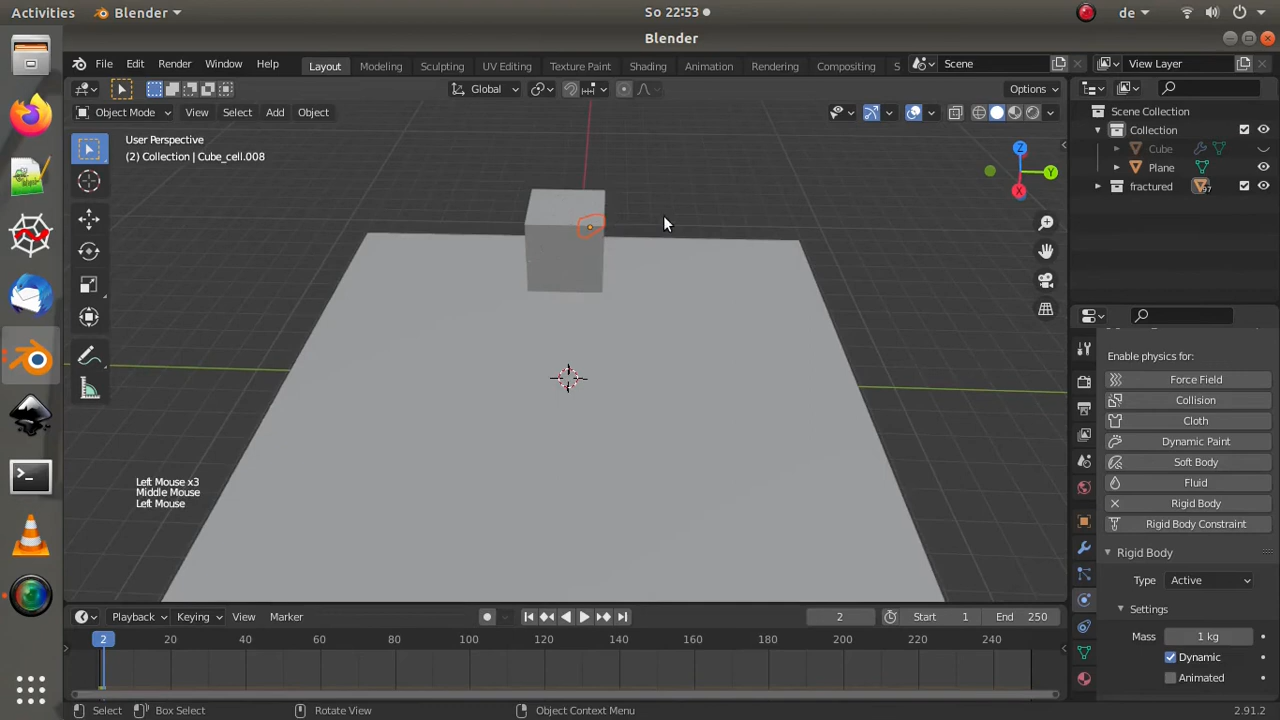 Activities Blender So 22:53 de
Blender
File Edit Render Window Help Layout Modeling Sculpting UV Editing Texture Paint Shading Animation Rendering Compositing S Scene View Layer
Global Options
Object Mode View Select Add Object
User Perspective
(2) Collection | Cube_cell.008
Z
Y
X
Scene Collection
Collection
Cube
Plane
fractured 97
Enable physics for:
Force Field
Collision
Cloth
Dynamic Paint
Soft Body
Fluid
Rigid Body
Rigid Body Constraint
Rigid Body
Type Active
Settings
Mass 1 kg
Dynamic
Animated
Left Mouse x3
Middle Mouse
Left Mouse
Playback Keying View Marker 2 Start 1 End 250
2 20 40 60 80 100 120 140 160 180 200 220 240
Select Box Select Rotate View Object Context Menu 2.91.2